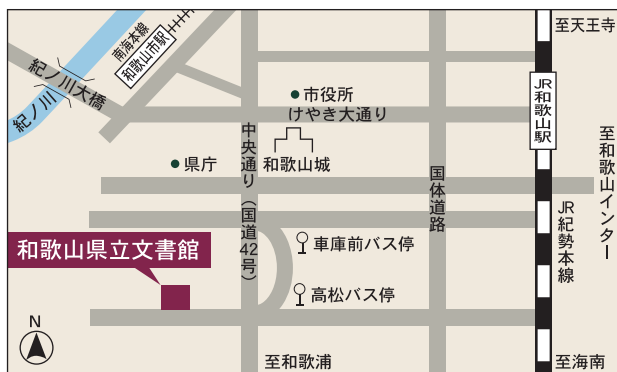 至天王寺
南海本線
和歌山市駅
紀ノ川大橋
紀ノ川
市役所
けやき大通り
JR和歌山駅
中央通り(国道42号)
和歌山城
県庁
国体道路
至和歌山インター
JR紀勢本線
車庫前バス停
和歌山県立文書館
高松バス停
N
至和歌浦
至海南